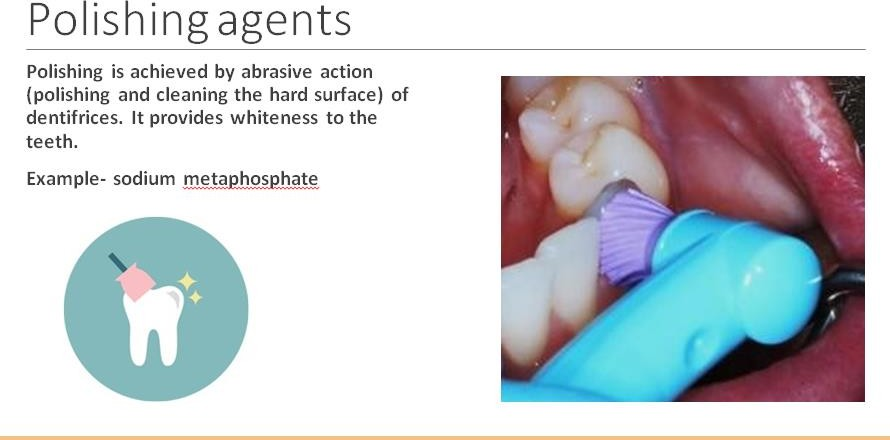 Polishing agents
Polishing is achieved by abrasive action
(polishing and cleaning the hard surface) of
dentifrices. It provides whiteness to the
teeth.
Example- sodium metaphosphate